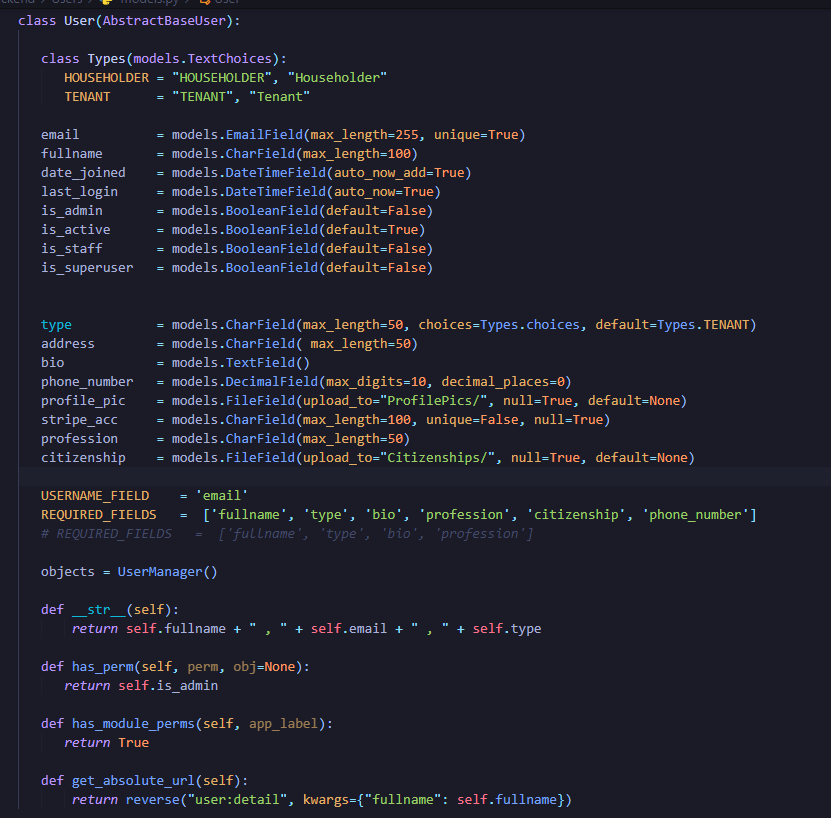 class User(AbstractBaseUser):
class Types(models.TextChoices):
HOUSEHOLDER = "HOUSEHOLDER", "Householder"
TENANT = "TENANT", "Tenant"
email = models.EmailField(max_length=255, unique=True)
fullname = models.CharField(max_length=100)
date_joined = models.DateTimeField(auto_now_add=True)
last_login = models.DateTimeField(auto_now=True)
is_admin = models.BooleanField(default=False)
is_active = models.BooleanField(default=True)
is_staff = models.BooleanField(default=False)
is_superuser = models.BooleanField(default=False)
type = models.CharField(max_length=50, choices=Types.choices, default=Types.TENANT)
address = models.CharField( max_length=50)
bio = models.TextField()
phone_number = models.DecimalField(max_digits=10, decimal_places=0)
profile_pic = models.FileField(upload_to="ProfilePics/", null=True, default=None)
stripe_acc = models.CharField(max_length=100, unique=False, null=True)
profession = models.CharField(max_length=50)
citizenship = models.FileField(upload_to="Citizenships/", null=True, default=None)
USERNAME_FIELD = 'email'
REQUIRED_FIELDS = ['fullname', 'type', 'bio', 'profession', 'citizenship', 'phone_number']
# REQUIRED_FIELDS = ['fullname', 'type', 'bio', 'profession']
objects = UserManager()
def __str__(self):
return self.fullname + " , " + self.email + " , " + self.type
def has_perm(self, perm, obj=None):
return self.is_admin
def has_module_perms(self, app_label):
return True
def get_absolute_url(self):
return reverse("user:detail", kwargs={"fullname": self.fullname})